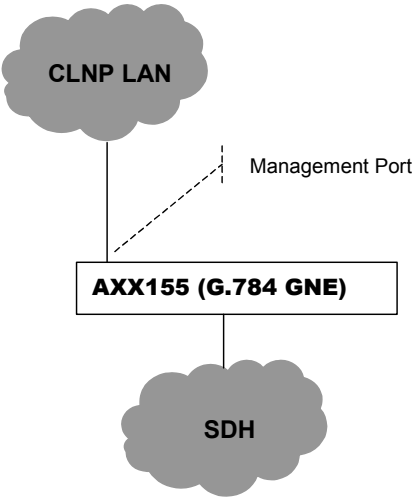 CLNP LAN
Management Port
AXX155 (G.784 GNE)
SDH